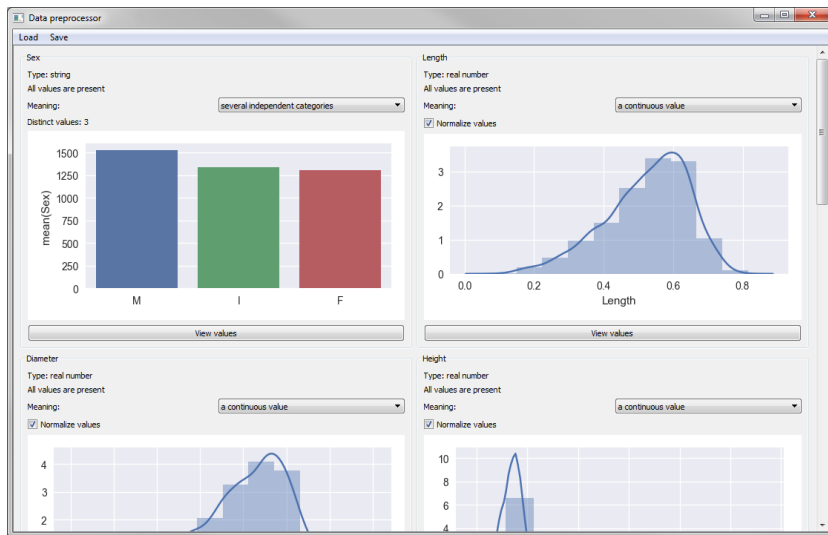 Data preprocessor
Load Save
Sex
Type: string
All values are present
Meaning: several independent categories
Distinct values: 3
1500
1250
1000
750
500
250
0
mean(Sex)
M I F
View values
Length
Type: real number
All values are present
Meaning: a continuous value
Normalize values
3
2
1
0
0.0 0.2 0.4 0.6 0.8
Length
View values
Diameter
Type: real number
All values are present
Meaning: a continuous value
Normalize values
4
3
2
Height
Type: real number
All values are present
Meaning: a continuous value
Normalize values
10
8
6
4